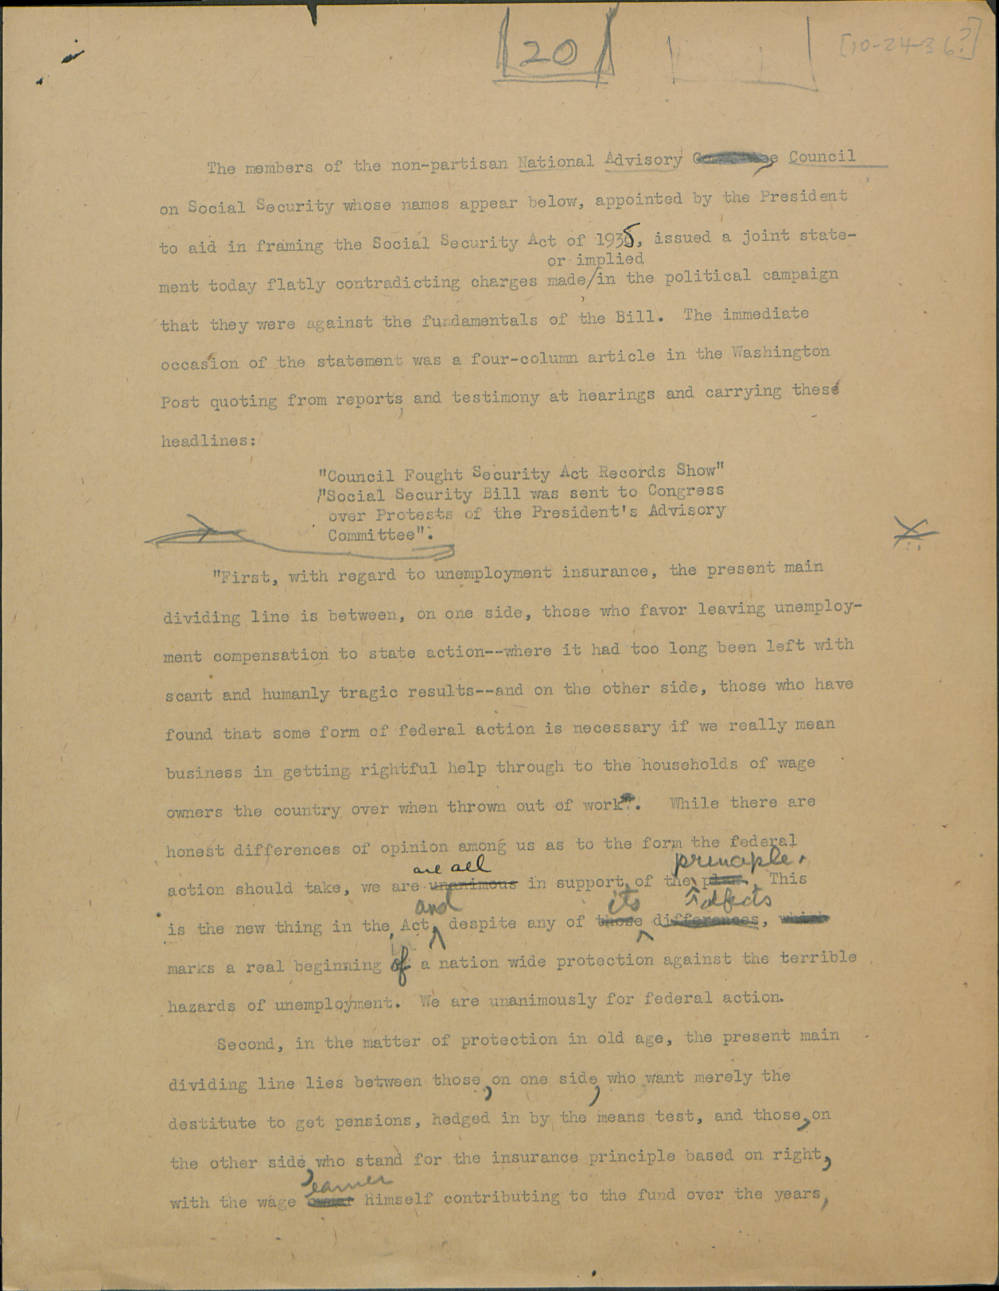 20
[10-24-36?]
The members of the non-partisan National Advisory Council
on Social Security whose names appear below, appointed by the President
to aid in framing the Social Security Act of 1935, issued a joint state-
or implied
ment today flatly contradicting charges made/in the political campaign
that they were against the fundamentals of the Bill. The immediate
occasion of the statement was a four-column article in the Washington
Post quoting from reports and testimony at hearings and carrying these
headlines:
"Council Fought Security Act Records Show"
"Social Security Bill was sent to Congress
over Protests of the President's Advisory
Committee":
"First, with regard to unemployment insurance, the present main
dividing line is between, on one side, those who favor leaving unemploy-
ment compensation to state action--where it had too long been left with
scant and humanly tragic results--and on the other side, those who have
found that some form of federal action is necessary if we really mean
business in getting rightful help through to the households of wage
owners the country over when thrown out of work. While there are
honest differences of opinion among us as to the form the federal
are all principle.
action should take, we are unanimous in support, of the plan, This
and its defects
is the new thing in the Act, despite any of those differences, which
marks a real beginning of a nation wide protection against the terrible
hazards of unemployment. We are unanimously for federal action.
Second, in the matter of protection in old age, the present main
dividing line lies between those, on one side, who want merely the
destitute to get pensions, hedged in by the means test, and those, on
the other side, who stand for the insurance principle based on right,
earner
with the wage owner himself contributing to the fund over the years,